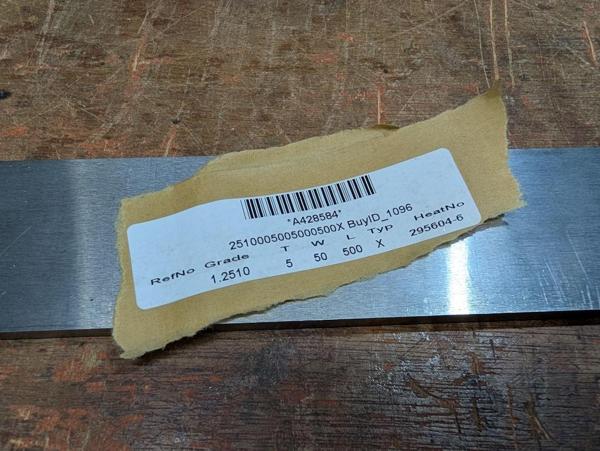 *A428584*
2510005005000500X BuyID_1096
RefNo Grade T W L Typ HeatNo
1.2510 5 50 500 X 295604-6